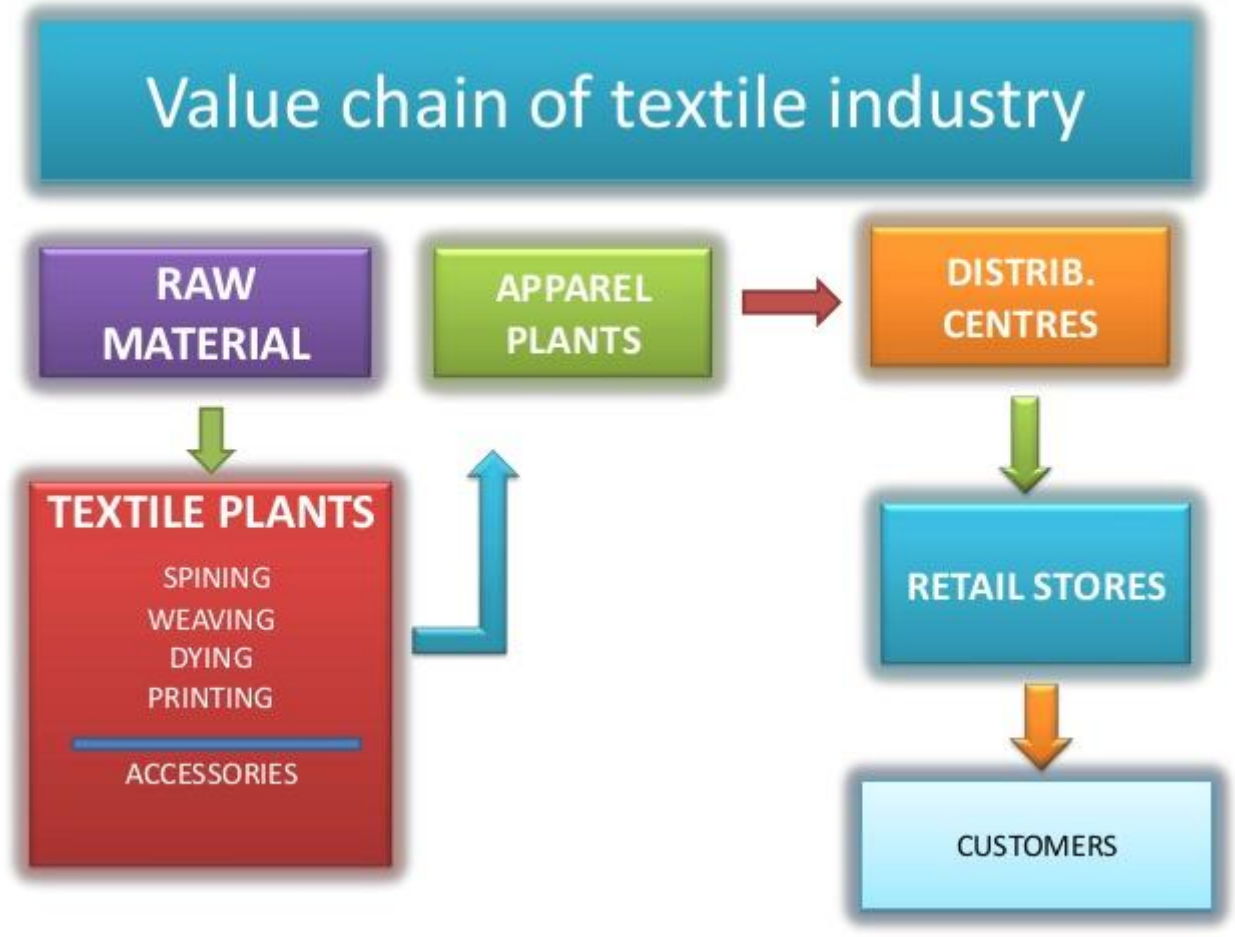 Value chain of textile industry
RAW
MATERIAL
TEXTILE PLANTS
SPINING
WEAVING
DYING
PRINTING
ACCESSORIES
APPAREL
PLANTS
DISTRIB.
CENTRES
RETAIL STORES
CUSTOMERS